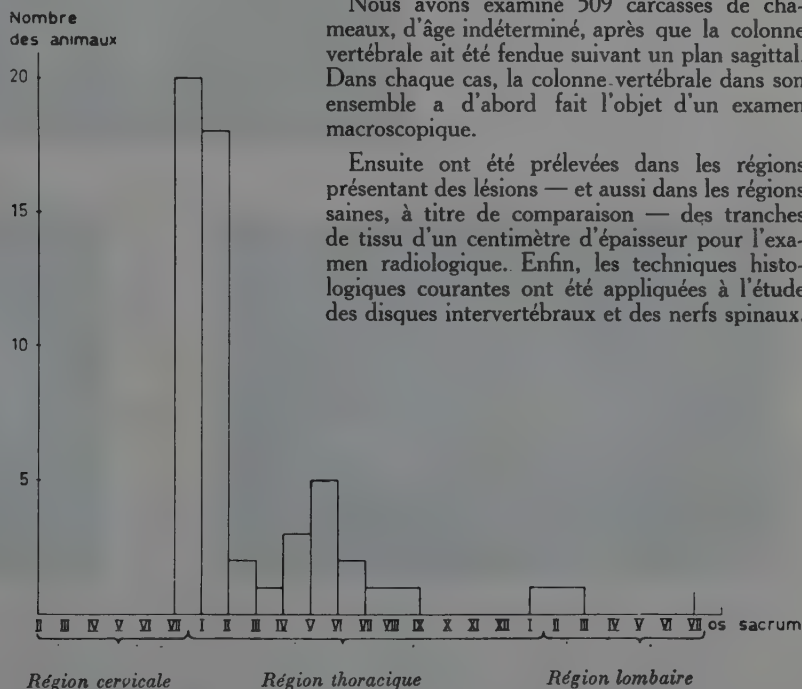 Nous avons examiné 509 carcasses de cha-
meaux, d'âge indéterminé, après que la colonne
vertébrale ait été fendue suivant un plan sagittal.
Dans chaque cas, la colonne vertébrale dans son
ensemble a d'abord fait l'objet d'un examen
macroscopique.
Ensuite ont été prélevées dans les régions
présentant des lésions — et aussi dans les régions
saines, à titre de comparaison — des tranches
de tissu d'un centimètre d'épaisseur pour l'exa-
men radiologique. Enfin, les techniques histo-
logiques courantes ont été appliquées à l'étude
des disques intervertébraux et des nerfs spinaux.
Nombre
des animaux
20
15
10
5
II III IV V VI VII I II III IV V VI VII VIII IX X XI XII I II III IV V VI VII os sacrum
Région cervicale Région thoracique Région lombaire